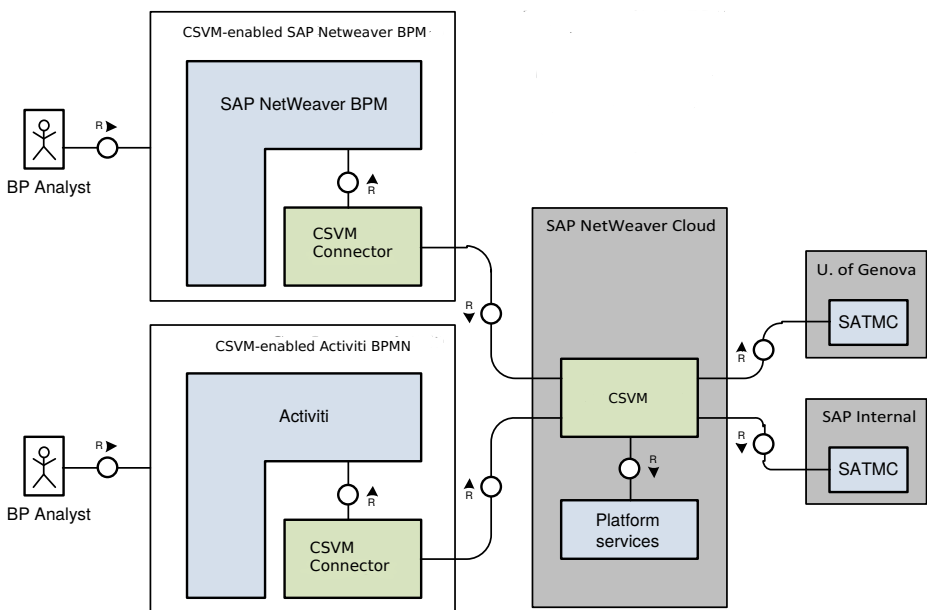 CSVM-enabled SAP Netweaver BPM
SAP NetWeaver BPM
R
BP Analyst
R
CSVM
Connector
R
CSVM-enabled Activiti BPMN
Activiti
R
BP Analyst
R
CSVM
Connector
R
SAP NetWeaver Cloud
CSVM
R
Platform
services
R
U. of Genova
SATMC
R
SAP Internal
SATMC